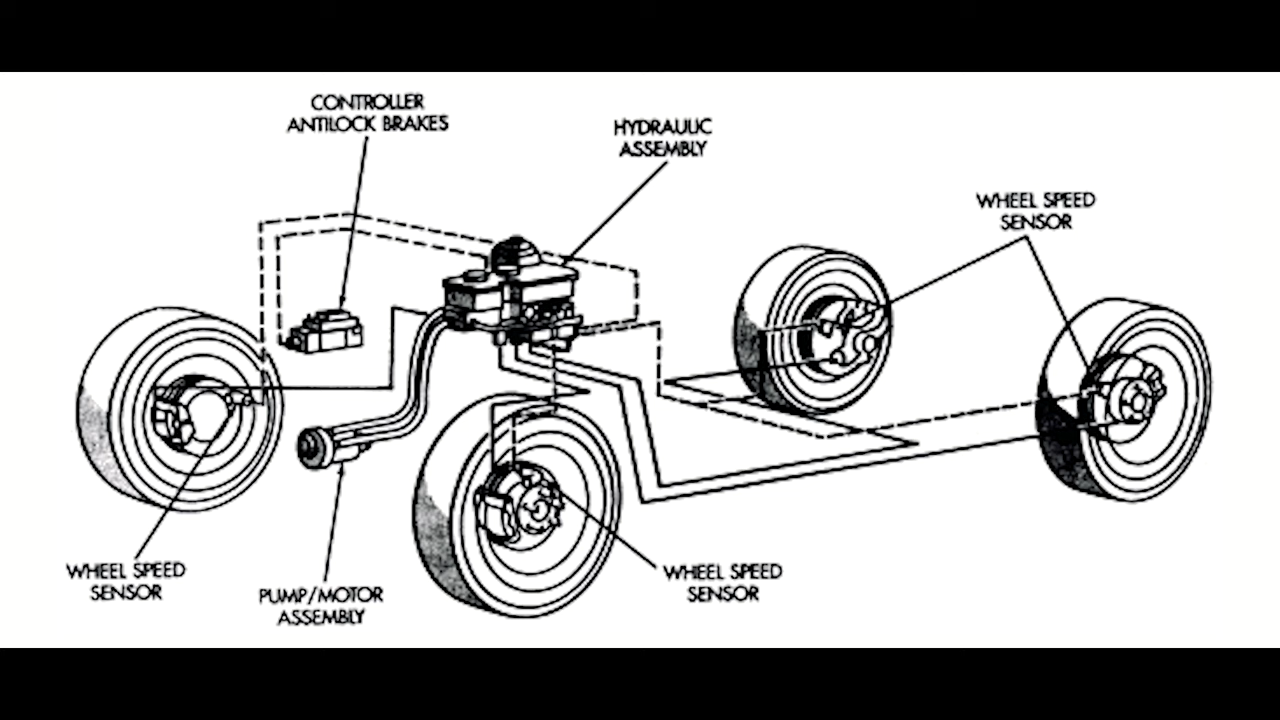 CONTROLLER
ANTILOCK BRAKES
HYDRAULIC
ASSEMBLY
WHEEL SPEED
SENSOR
WHEEL SPEED
SENSOR
PUMP/MOTOR
ASSEMBLY
WHEEL SPEED
SENSOR